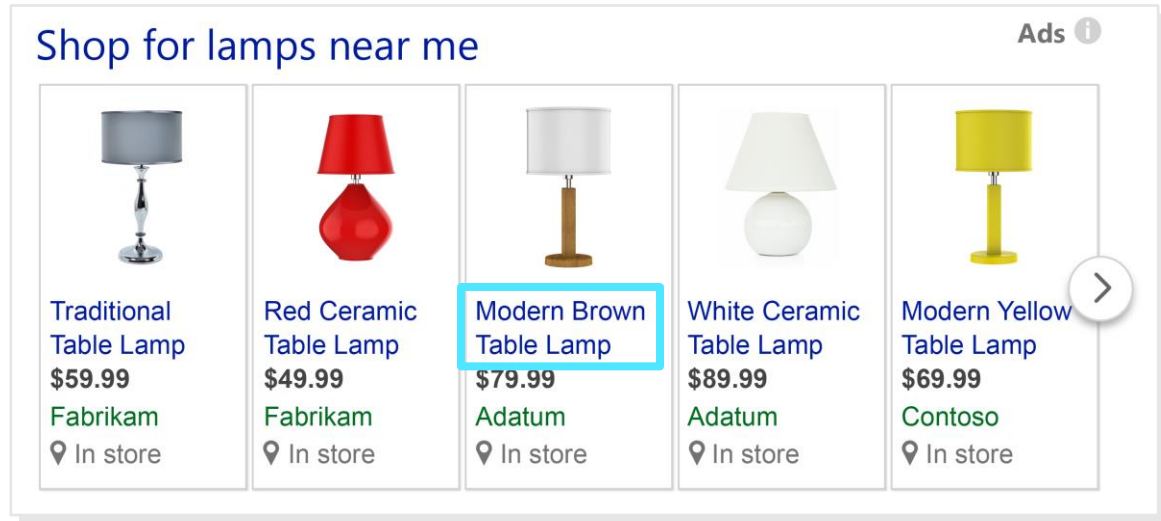 Shop for lamps near me
Ads
Traditional
Table Lamp
$59.99
Fabrikam
In store
Red Ceramic
Table Lamp
$49.99
Fabrikam
In store
Modern Brown
Table Lamp
$79.99
Adatum
In store
White Ceramic
Table Lamp
$89.99
Adatum
In store
Modern Yellow
Table Lamp
$69.99
Contoso
In store